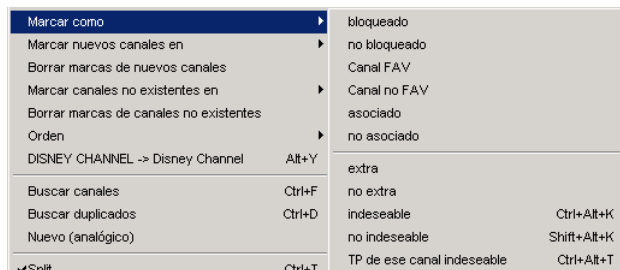 Marcar como
Marcar nuevos canales en
Borrar marcas de nuevos canales
Marcar canales no existentes en
Borrar marcas de canales no existentes
Orden
DISNEY CHANNEL -> Disney Channel Alt+Y
Buscar canales Ctrl+F
Buscar duplicados Ctrl+D
Nuevo (analógico)
Split Ctrl+T
bloqueado
no bloqueado
Canal FAV
Canal no FAV
asociado
no asociado
extra
no extra
indeseable Ctrl+Alt+K
no indeseable Shift+Alt+K
TP de ese canal indeseable Ctrl+Alt+T